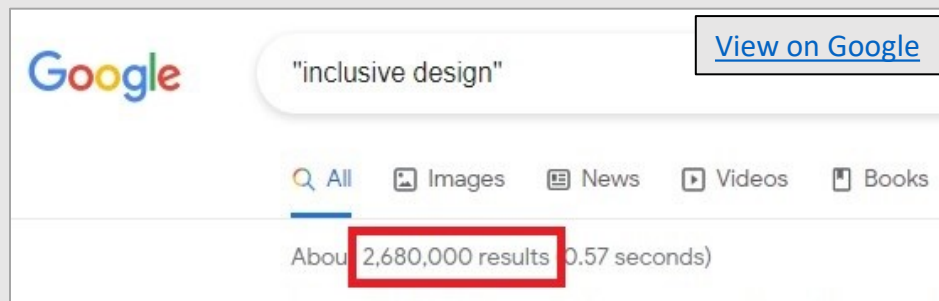 View on Google
Google "inclusive design"
All Images News Videos Books
Abou 2,680,000 results 0.57 seconds)